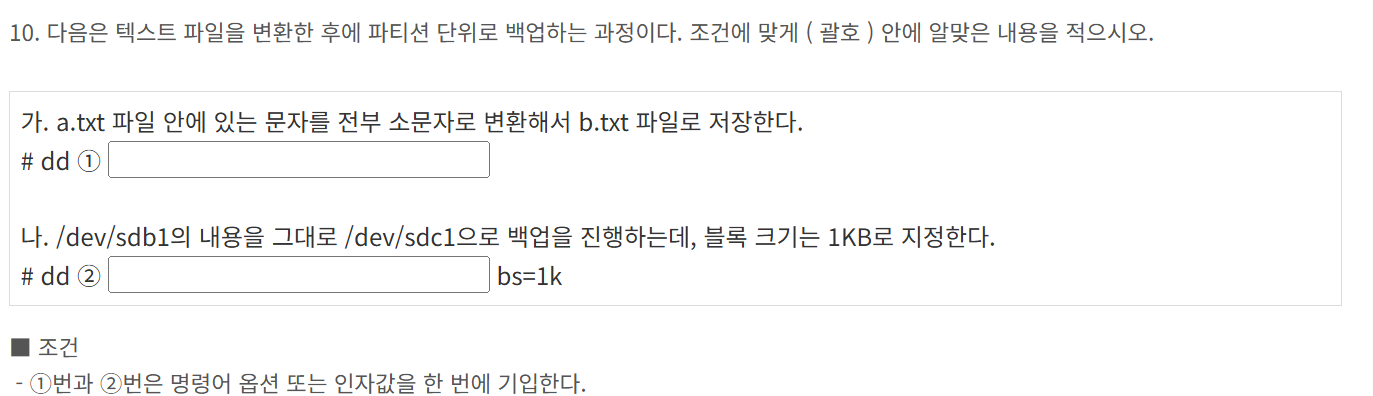 10. 다음은 텍스트 파일을 변환한 후에 파티션 단위로 백업하는 과정이다. 조건에 맞게 ( 괄호 ) 안에 알맞은 내용을 적으시오.
가. a.txt 파일 안에 있는 문자를 전부 소문자로 변환해서 b.txt 파일로 저장한다.
# dd ①
나. /dev/sdb1의 내용을 그대로 /dev/sdc1으로 백업을 진행하는데, 블록 크기는 1KB로 지정한다.
# dd ② bs=1k
■ 조건
- ①번과 ②번은 명령어 옵션 또는 인자값을 한 번에 기입한다.